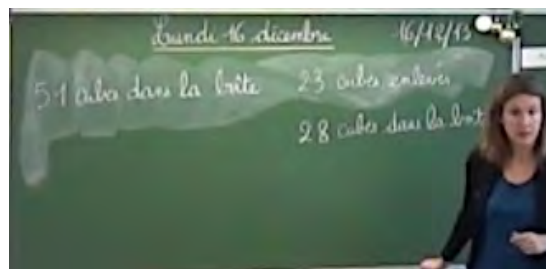 Lundi 16 décembre 16/12/13
51 cubes dans la boîte 23 cubes enlevés
28 cubes dans la boît